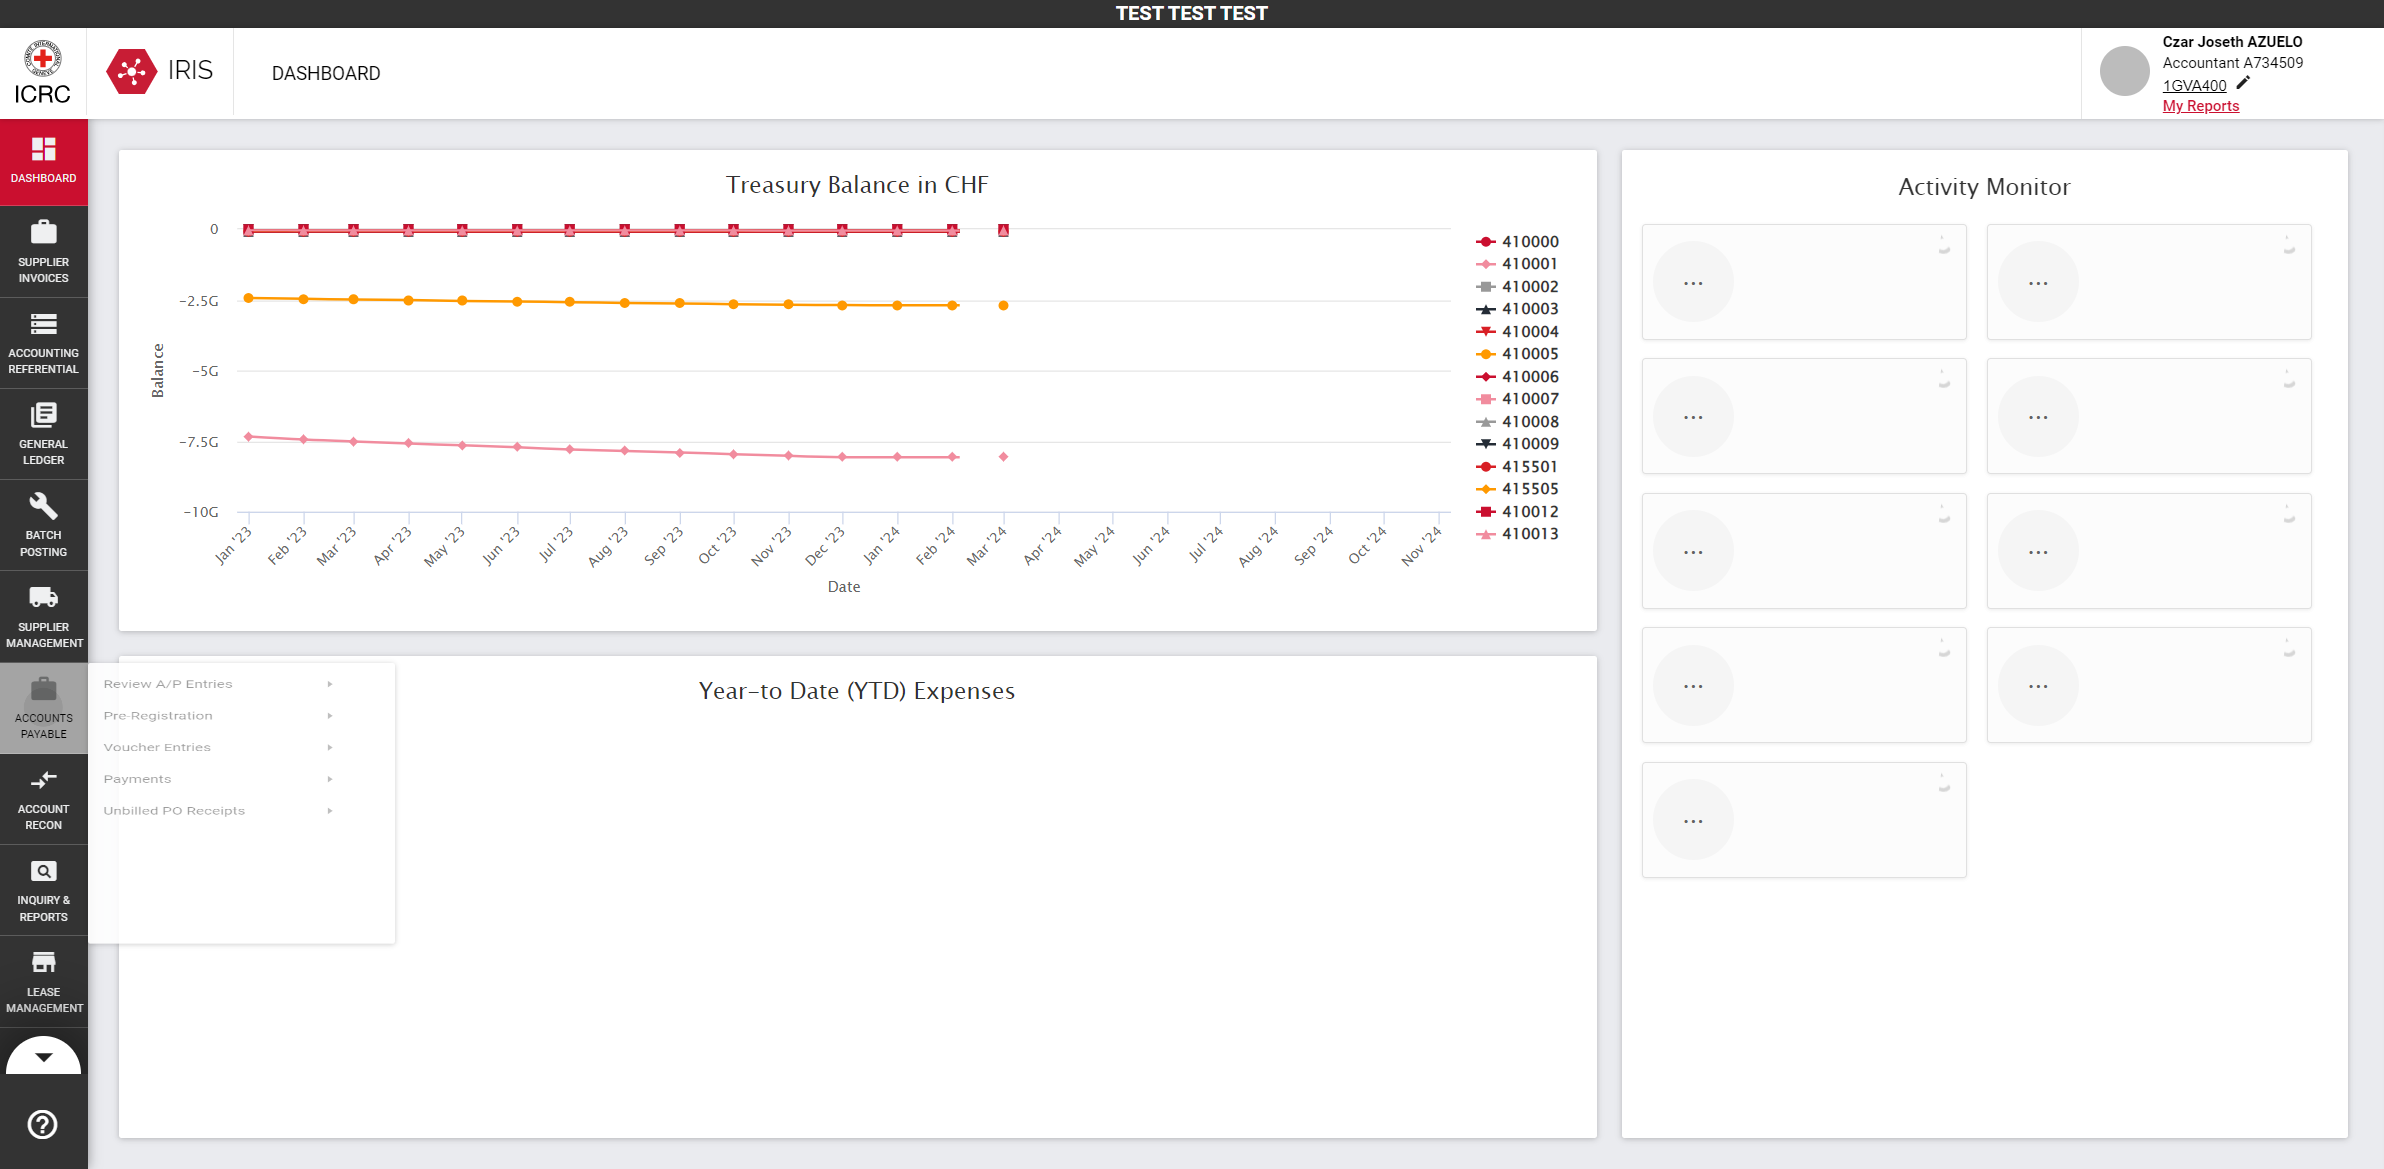 TEST TEST TEST
ICRC
IRIS
DASHBOARD
Czar Joseth AZUELO
Accountant A734509
1GVA400
My Reports
DASHBOARD
SUPPLIER
INVOICES
ACCOUNTING
REFERENTIAL
GENERAL
LEDGER
BATCH
POSTING
SUPPLIER
MANAGEMENT
ACCOUNTS
PAYABLE
ACCOUNT
RECON
INQUIRY &
REPORTS
LEASE
MANAGEMENT
Review A/P Entries
Pre-Registration
Voucher Entries
Payments
Unbilled PO Receipts
Treasury Balance in CHF
Balance
0
−2.5G
−5G
−7.5G
−10G
Jan '23
Feb '23
Mar '23
Apr '23
May '23
Jun '23
Jul '23
Aug '23
Sep '23
Oct '23
Nov '23
Dec '23
Jan '24
Feb '24
Mar '24
Apr '24
May '24
Jun '24
Jul '24
Aug '24
Sep '24
Oct '24
Nov '24
Date
410000
410001
410002
410003
410004
410005
410006
410007
410008
410009
415501
415505
410012
410013
Year-to Date (YTD) Expenses
Activity Monitor
...
...
...
...
...
...
...
...
...